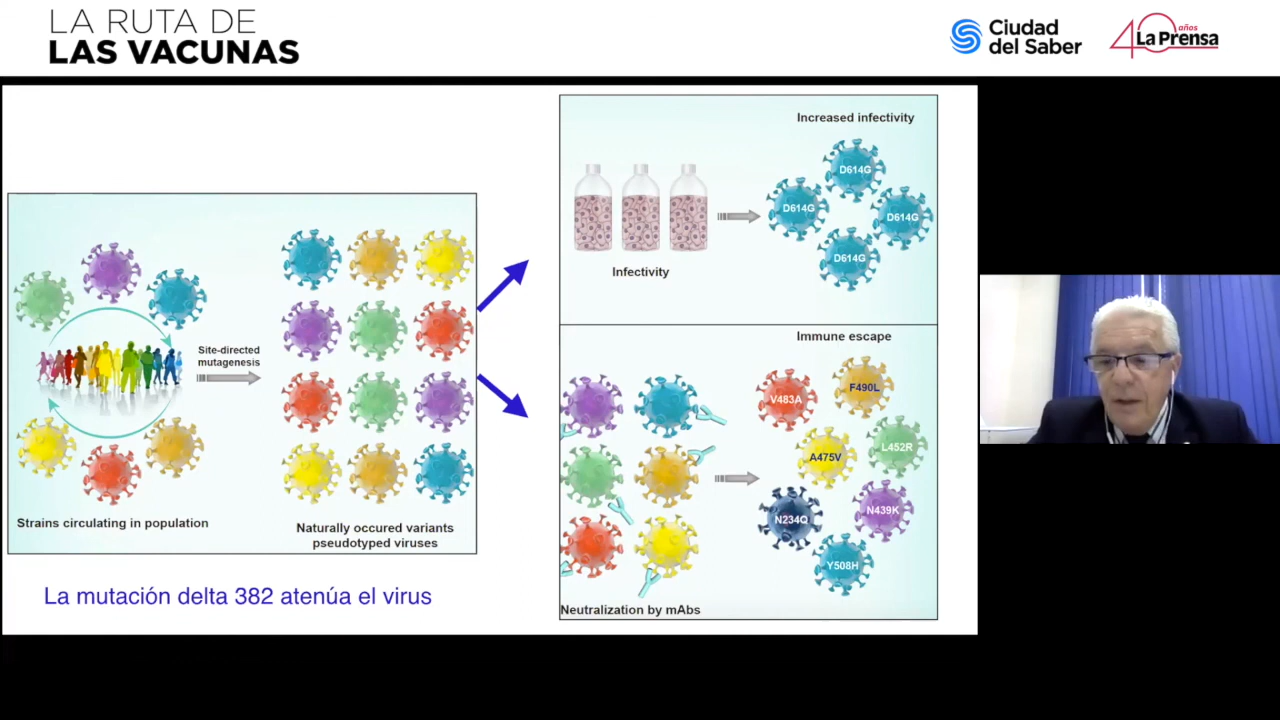 LA RUTA DE
LAS VACUNAS
Ciudad
del Saber
40 años
La Prensa
Strains circulating in population
Site-directed
mutagenesis
Naturally occured variants
pseudotyped viruses
La mutación delta 382 atenúa el virus
Increased infectivity
D614G
D614G
D614G
D614G
Infectivity
Immune escape
V483A
F490L
A475V
L452R
N234Q
N439K
Y508H
Neutralization by mAbs